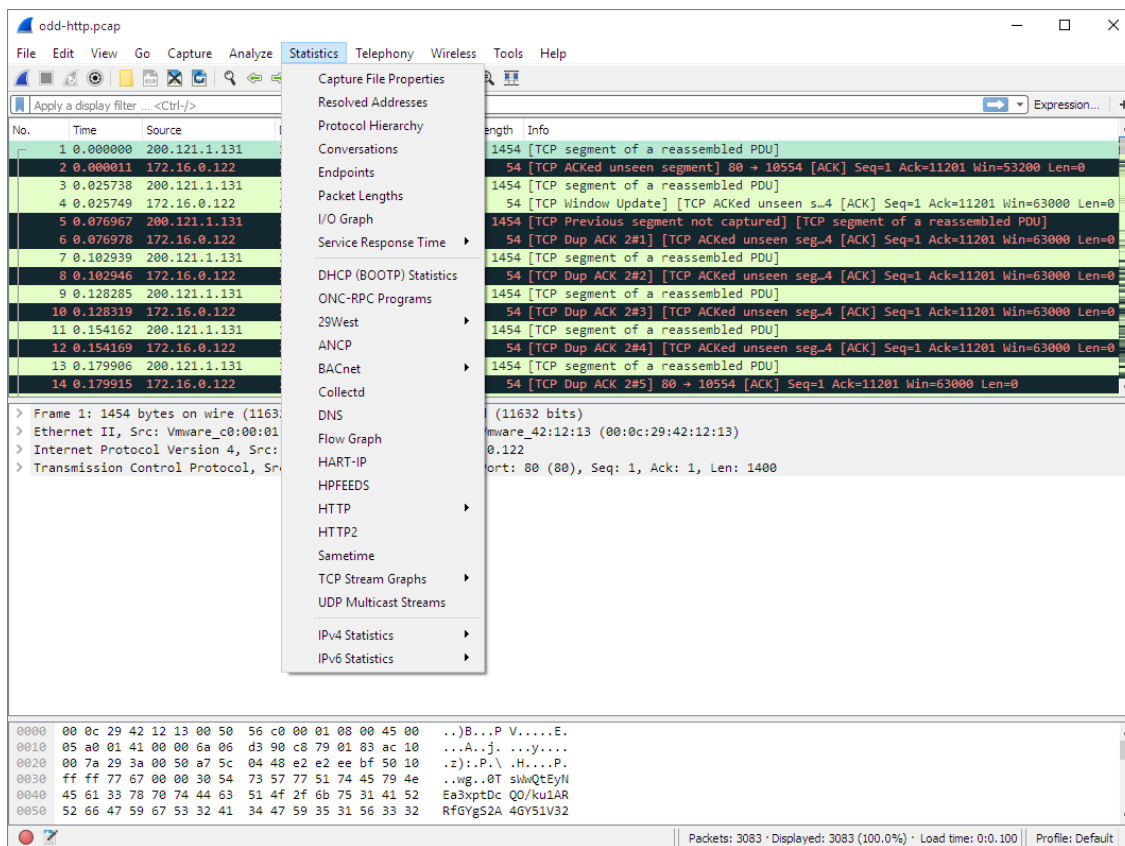 odd-http.pcap
File Edit View Go Capture Analyze Statistics Telephony Wireless Tools Help
Apply a display filter ... <Ctrl-/> Expression... +
No. Time Source ength Info
1 0.000000 200.121.1.131 1454 [TCP segment of a reassembled PDU]
2 0.000011 172.16.0.122 54 [TCP ACKed unseen segment] 80 → 10554 [ACK] Seq=1 Ack=11201 Win=53200 Len=0
3 0.025738 200.121.1.131 1454 [TCP segment of a reassembled PDU]
4 0.025749 172.16.0.122 54 [TCP Window Update] [TCP ACKed unseen s…4 [ACK] Seq=1 Ack=11201 Win=63000 Len=0
5 0.076967 200.121.1.131 1454 [TCP Previous segment not captured] [TCP segment of a reassembled PDU]
6 0.076978 172.16.0.122 54 [TCP Dup ACK 2#1] [TCP ACKed unseen seg…4 [ACK] Seq=1 Ack=11201 Win=63000 Len=0
7 0.102939 200.121.1.131 1454 [TCP segment of a reassembled PDU]
8 0.102946 172.16.0.122 54 [TCP Dup ACK 2#2] [TCP ACKed unseen seg…4 [ACK] Seq=1 Ack=11201 Win=63000 Len=0
9 0.128285 200.121.1.131 1454 [TCP segment of a reassembled PDU]
10 0.128319 172.16.0.122 54 [TCP Dup ACK 2#3] [TCP ACKed unseen seg…4 [ACK] Seq=1 Ack=11201 Win=63000 Len=0
11 0.154162 200.121.1.131 1454 [TCP segment of a reassembled PDU]
12 0.154169 172.16.0.122 54 [TCP Dup ACK 2#4] [TCP ACKed unseen seg…4 [ACK] Seq=1 Ack=11201 Win=63000 Len=0
13 0.179906 200.121.1.131 1454 [TCP segment of a reassembled PDU]
14 0.179915 172.16.0.122 54 [TCP Dup ACK 2#5] 80 → 10554 [ACK] Seq=1 Ack=11201 Win=63000 Len=0
Capture File Properties
Resolved Addresses
Protocol Hierarchy
Conversations
Endpoints
Packet Lengths
I/O Graph
Service Response Time
DHCP (BOOTP) Statistics
ONC-RPC Programs
29West
ANCP
BACnet
Collectd
DNS
Flow Graph
HART-IP
HPFEEDS
HTTP
HTTP2
Sametime
TCP Stream Graphs
UDP Multicast Streams
IPv4 Statistics
IPv6 Statistics
Frame 1: 1454 bytes on wire (1163 (11632 bits)
Ethernet II, Src: Vmware_c0:00:01 mware_42:12:13 (00:0c:29:42:12:13)
Internet Protocol Version 4, Src: 0.122
Transmission Control Protocol, Sr ort: 80 (80), Seq: 1, Ack: 1, Len: 1400
0000 00 0c 29 42 12 13 00 50 56 c0 00 01 08 00 45 00 ..)B...P V.....E.
0010 05 a0 01 41 00 00 6a 06 d3 90 c8 79 01 83 ac 10 ...A..j. ...y....
0020 00 7a 29 3a 00 50 a7 5c 04 48 e2 e2 ee bf 50 10 .z):.P.\ .H....P.
0030 ff ff 77 67 00 00 30 54 73 57 77 51 74 45 79 4e ..wg..0T sWwQtEyN
0040 45 61 33 78 70 74 44 63 51 4f 2f 6b 75 31 41 52 Ea3xptDc QO/ku1AR
0050 52 66 47 59 67 53 32 41 34 47 59 35 31 56 33 32 RfGYgS2A 4GY51V32
Packets: 3083 · Displayed: 3083 (100.0%) · Load time: 0:0.100 Profile: Default